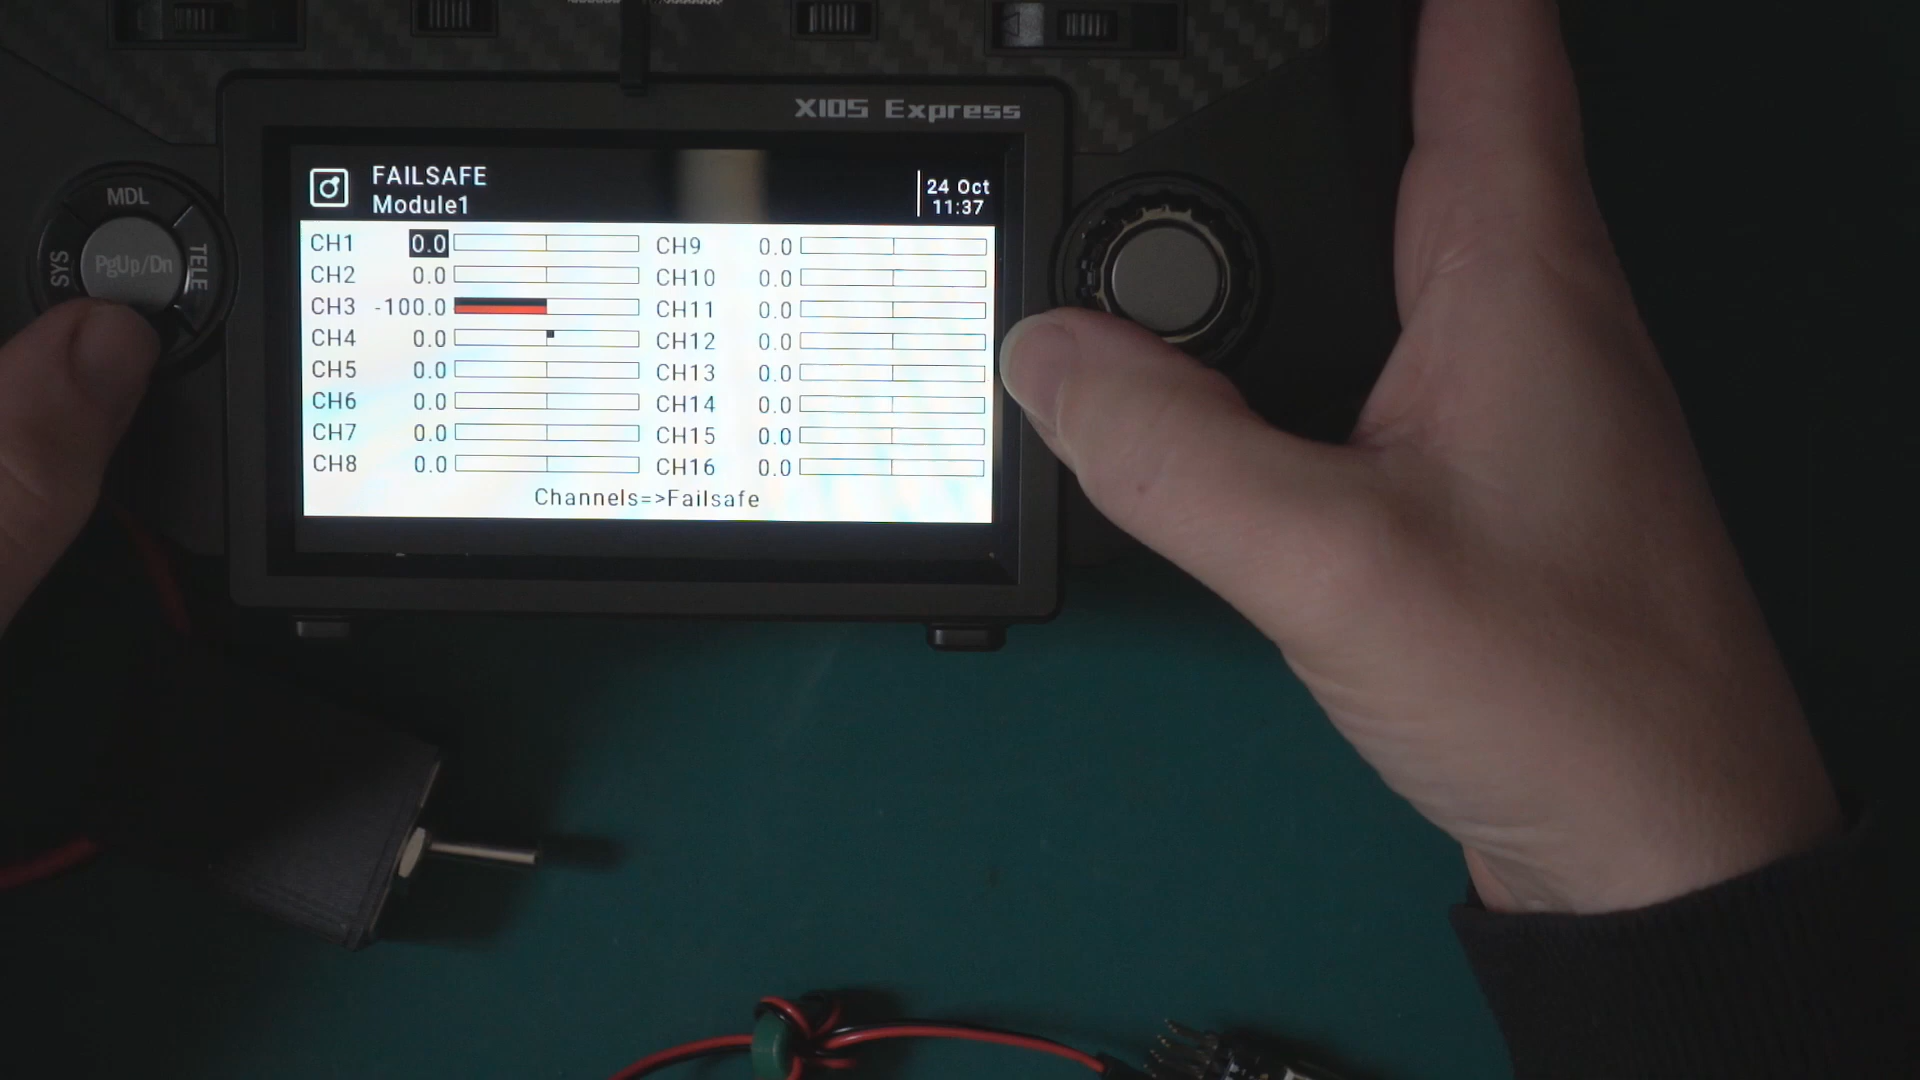 X10S Express
FAILSAFE
Module1
24 Oct
11:37
MDL
SYS
PgUp/Dn
TELE
CH1 0.0
CH2 0.0
CH3 -100.0
CH4 0.0
CH5 0.0
CH6 0.0
CH7 0.0
CH8 0.0
CH9 0.0
CH10 0.0
CH11 0.0
CH12 0.0
CH13 0.0
CH14 0.0
CH15 0.0
CH16 0.0
Channels=>Failsafe